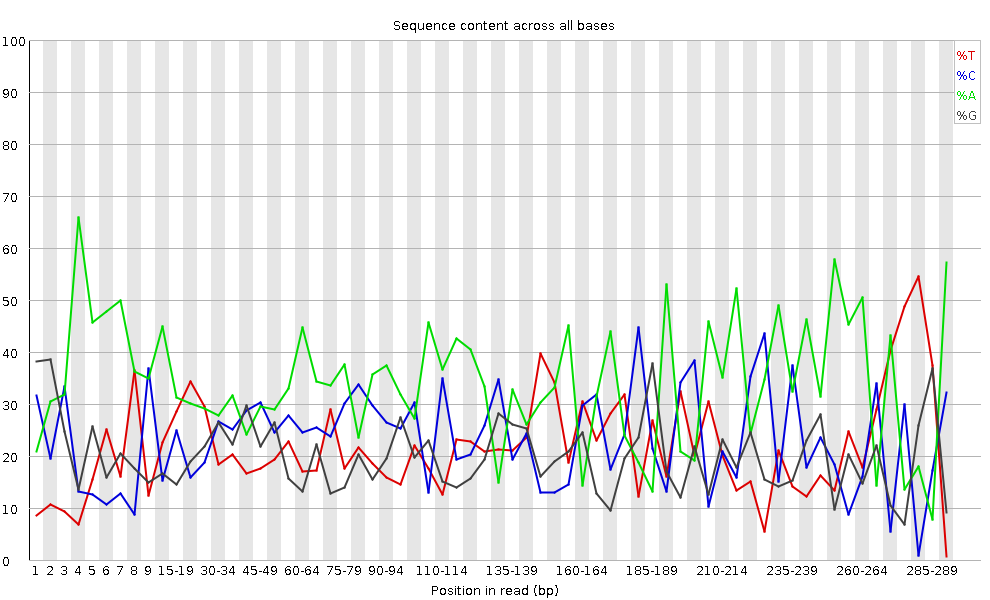 Sequence content across all bases
100
90
80
70
60
50
40
30
20
10
0
%T
%C
%A
%G
1 2 3 4 5 6 7 8 9 15-19 30-34 45-49 60-64 75-79 90-94 110-114 135-139 160-164 185-189 210-214 235-239 260-264 285-289
Position in read (bp)